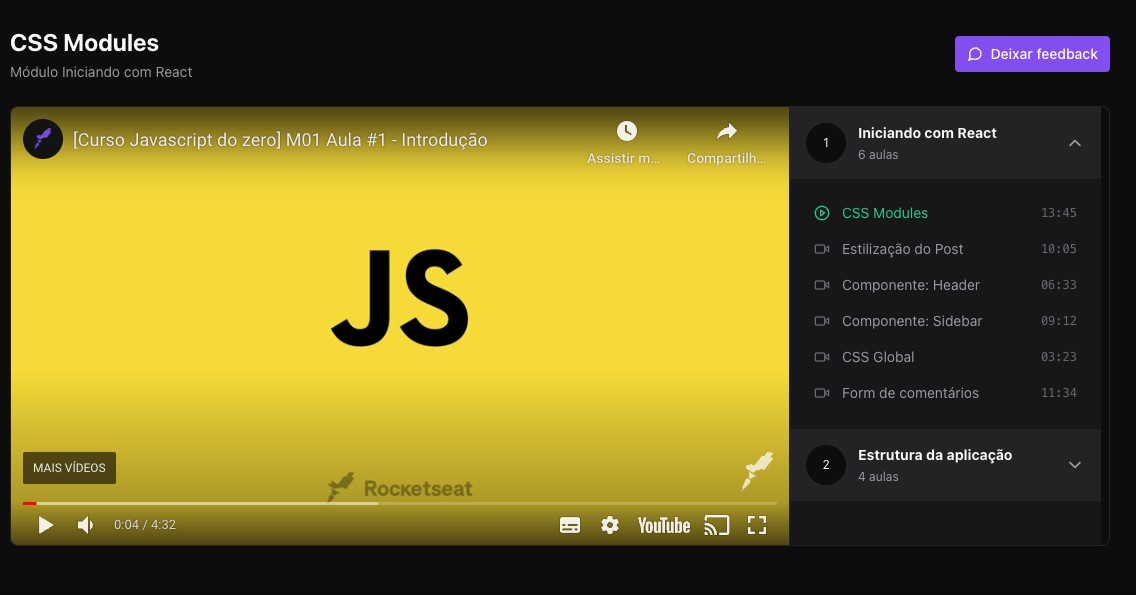 CSS Modules
Módulo Iniciando com React
Deixar feedback
[Curso Javascript do zero] M01 Aula #1 - Introdução
Assistir m...
Compartilh...
JS
MAIS VÍDEOS
Rocketseat
0:04 / 4:32
YouTube
1
Iniciando com React
6 aulas
CSS Modules 13:45
Estilização do Post 10:05
Componente: Header 06:33
Componente: Sidebar 09:12
CSS Global 03:23
Form de comentários 11:34
2
Estrutura da aplicação
4 aulas